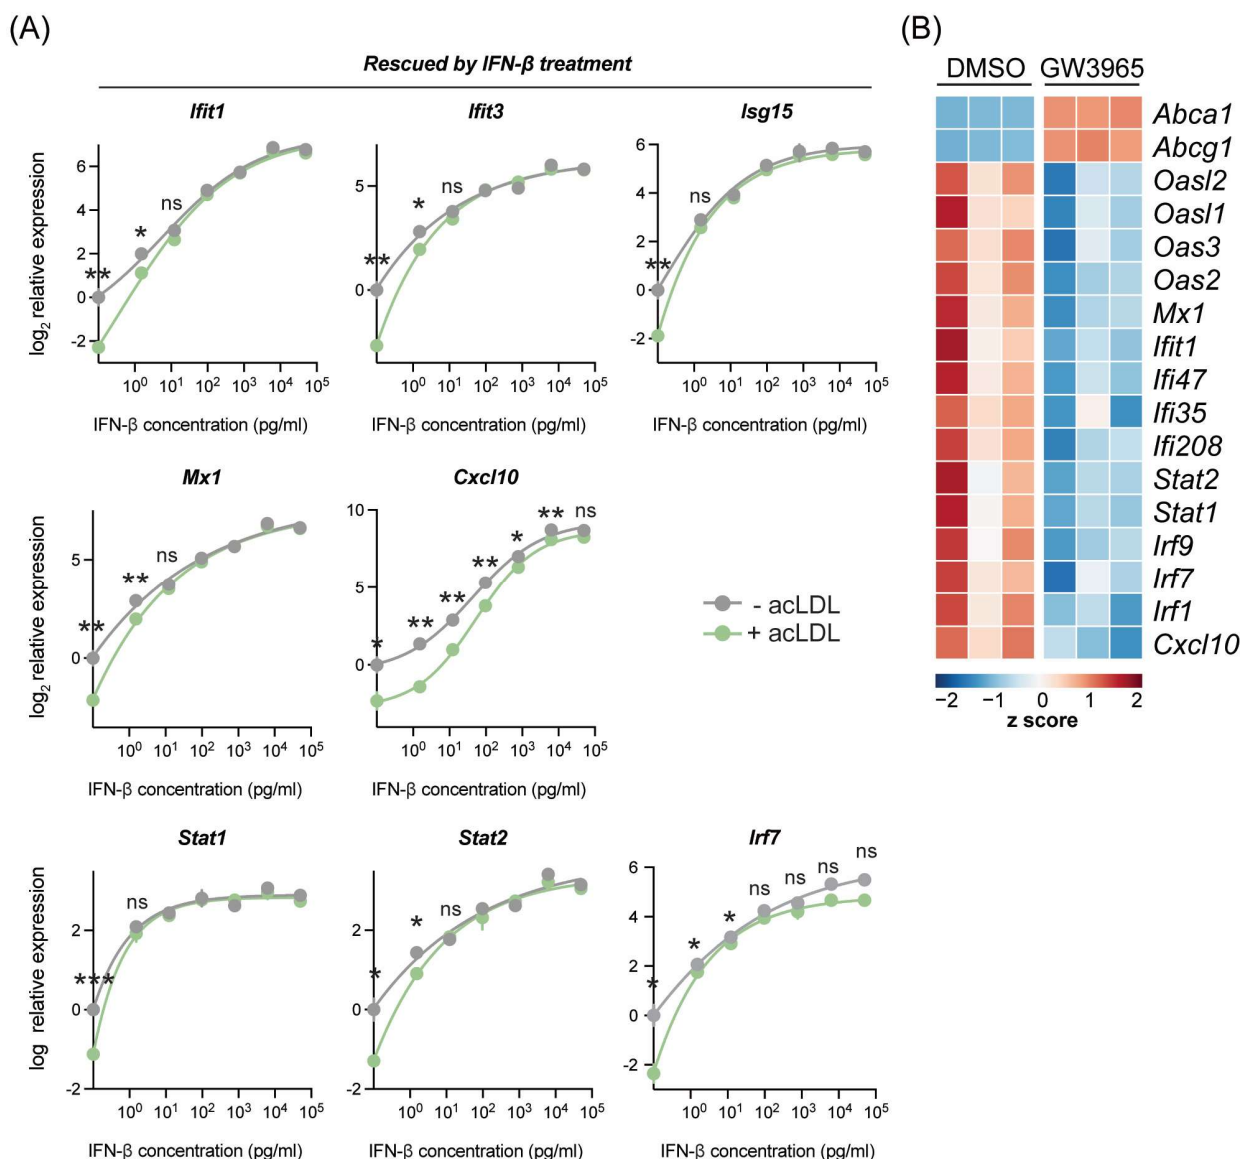 (A)
(B)
Rescued by IFN-β treatment
DMSO GW3965
Ifit1
Ifit3
Isg15
log2 relative expression
6
4
2
0
-2
**
*
ns
10^0 10^1 10^2 10^3 10^4 10^5
IFN-β concentration (pg/ml)
5
0
**
*
ns
10^0 10^1 10^2 10^3 10^4 10^5
IFN-β concentration (pg/ml)
6
4
2
0
-2
**
ns
10^0 10^1 10^2 10^3 10^4 10^5
IFN-β concentration (pg/ml)
Mx1
Cxcl10
log2 relative expression
5
0
**
**
ns
10^0 10^1 10^2 10^3 10^4 10^5
IFN-β concentration (pg/ml)
10
5
0
*
**
**
**
*
**
ns
10^0 10^1 10^2 10^3 10^4 10^5
IFN-β concentration (pg/ml)
- acLDL
+ acLDL
Stat1
Stat2
Irf7
log relative expression
2
0
-2
***
ns
10^0 10^1 10^2 10^3 10^4 10^5
IFN-β concentration (pg/ml)
2
0
-2
*
*
ns
10^0 10^1 10^2 10^3 10^4 10^5
IFN-β concentration (pg/ml)
6
4
2
0
-2
*
*
*
ns
ns
ns
ns
10^0 10^1 10^2 10^3 10^4 10^5
IFN-β concentration (pg/ml)
Abca1
Abcg1
Oasl2
Oasl1
Oas3
Oas2
Mx1
Ifit1
Ifi47
Ifi35
Ifi208
Stat2
Stat1
Irf9
Irf7
Irf1
Cxcl10
−2 −1 0 1 2
z score